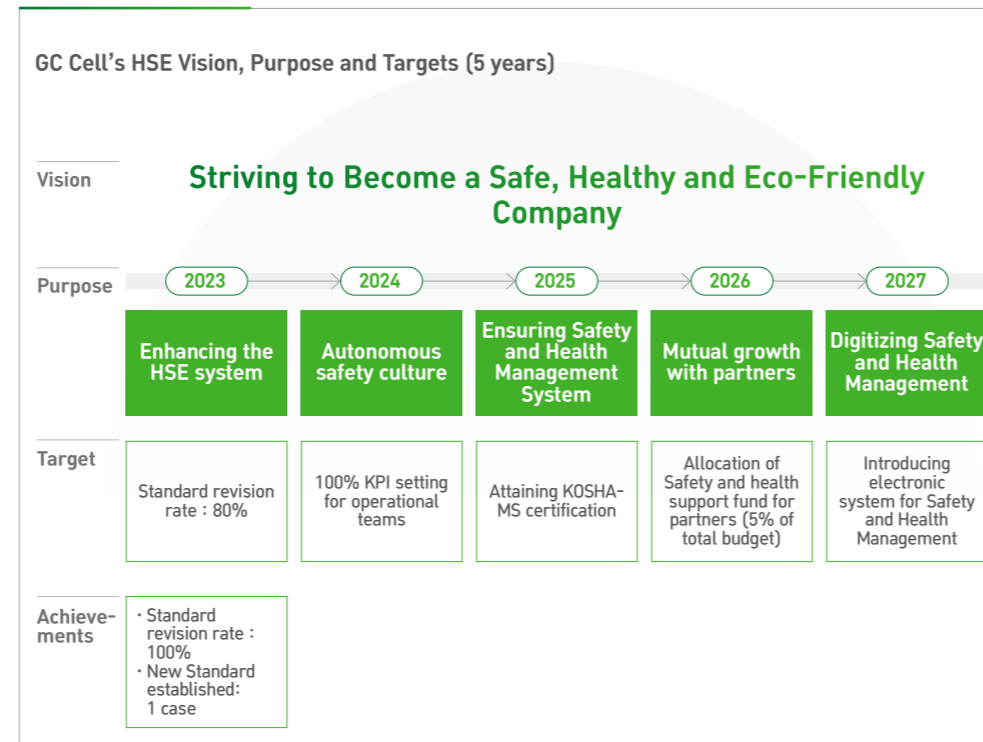 GC Cell's HSE Vision, Purpose and Targets (5 years)
Vision
Striving to Become a Safe, Healthy and Eco-Friendly
Company
Purpose
2023
2024
2025
2026
2027
Enhancing the
HSE system
Autonomous
safety culture
Ensuring Safety
and Health
Management
System
Mutual growth
with partners
Digitizing Safety
and Health
Management
Target
Standard revision
rate : 80%
100% KPI setting
for operational
teams
Attaining KOSHA-
MS certification
Allocation of
Safety and health
support fund for
partners (5% of
total budget)
Introducing
electronic
system for Safety
and Health
Management
Achieve-
ments
· Standard
revision rate :
100%
· New Standard
established:
1 case